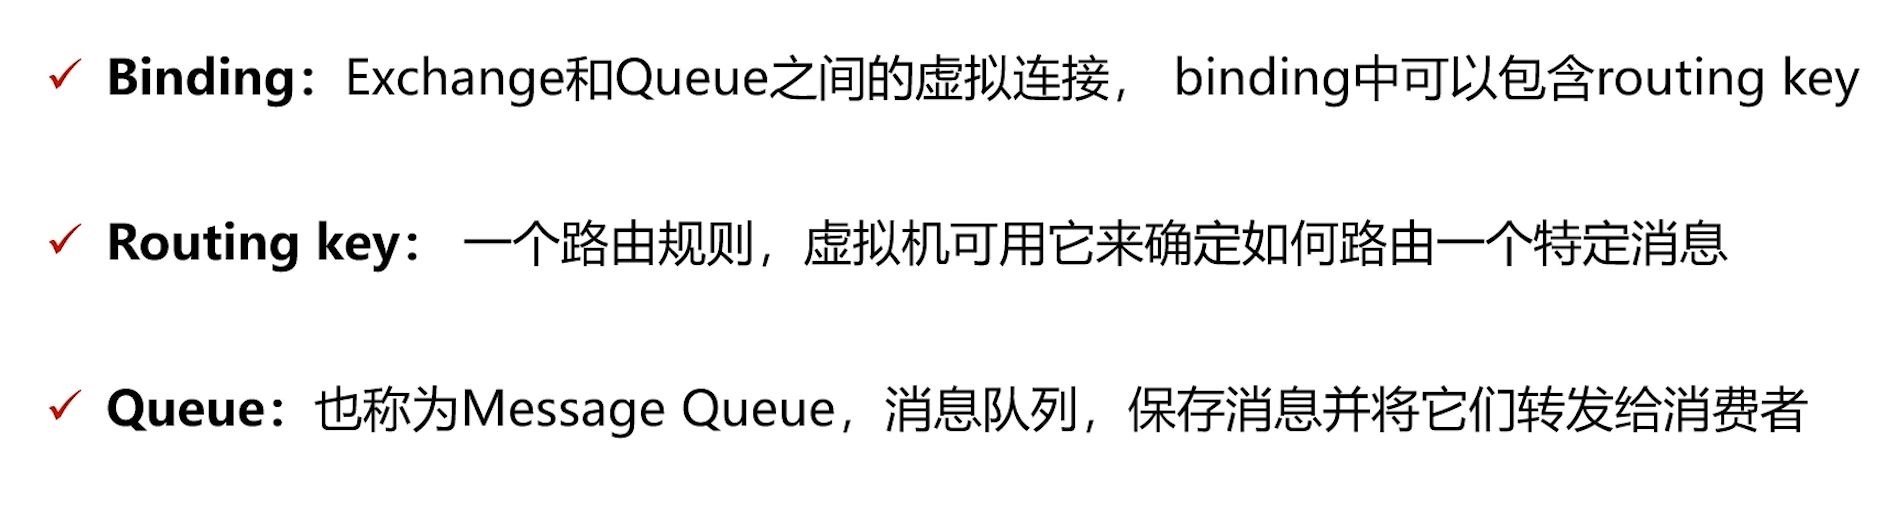 ✓ Binding：Exchange和Queue之间的虚拟连接， binding中可以包含routing key
✓ Routing key： 一个路由规则，虚拟机可用它来确定如何路由一个特定消息
✓ Queue：也称为Message Queue，消息队列，保存消息并将它们转发给消费者